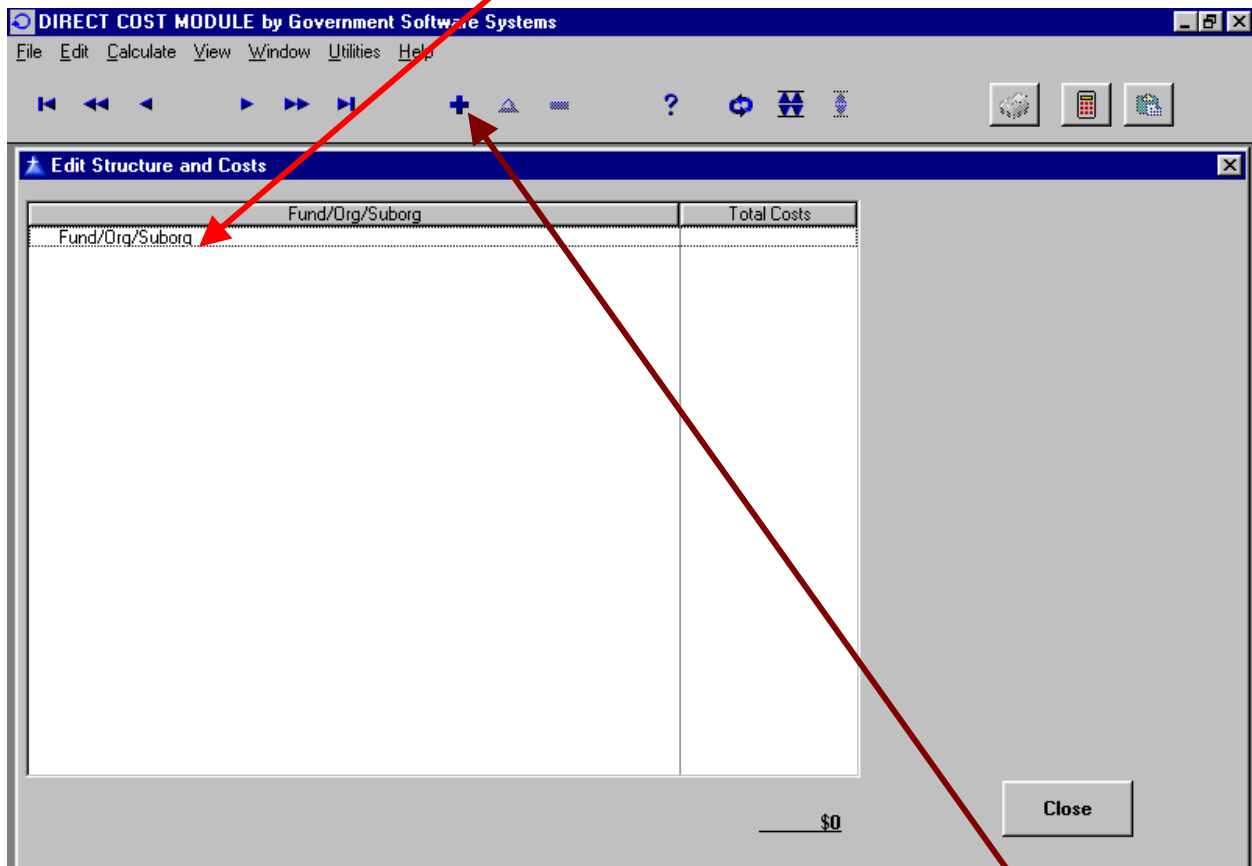 DIRECT COST MODULE by Government Software Systems
File Edit Calculate View Window Utilities Help
?
Edit Structure and Costs
Fund/Org/Suborg Total Costs
Fund/Org/Suborg
$0
Close